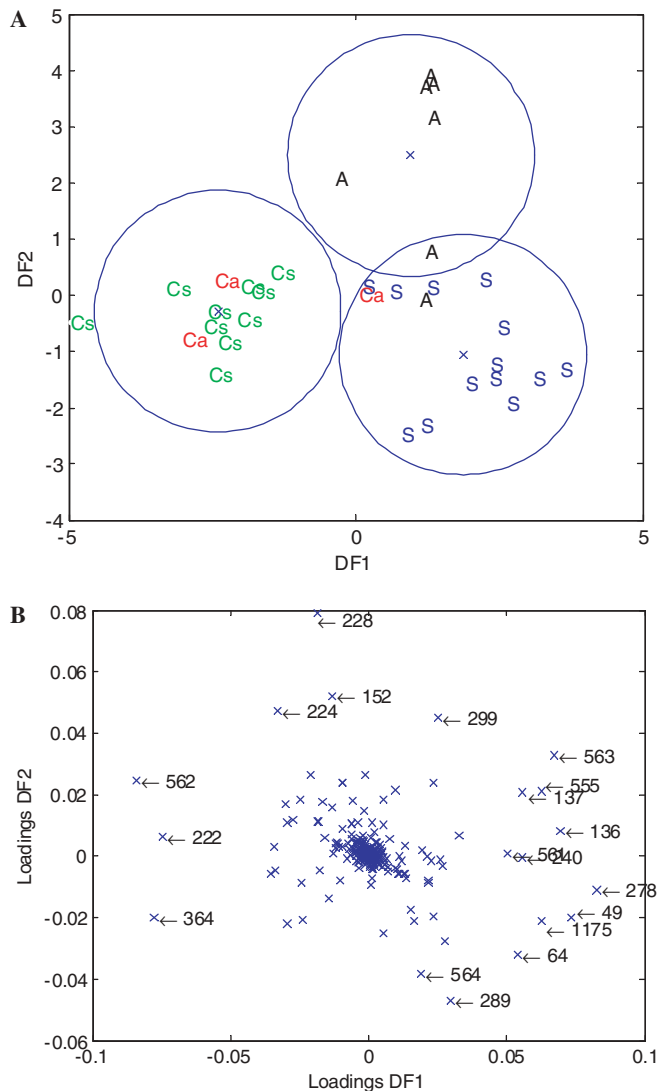 A
5
4
3
2
1
0
-1
-2
-3
-4
DF2
A
A
A
A
A
A
Ca
Cs
Cs
Cs
Cs
Cs
Cs
Cs
Cs
Cs
Cs
Ca
Ca
S
S
S
S
S
S
S
S
S
S
S
S
S
-5
0
5
DF1
B
0.08
0.06
0.04
0.02
0
-0.02
-0.04
-0.06
Loadings DF2
← 228
← 152
← 224
← 299
← 563
← 562
← 555
← 137
← 222
← 136
← 561
← 240
← 278
← 364
← 49
← 1175
← 64
← 564
← 289
-0.1
-0.05
0
0.05
0.1
Loadings DF1